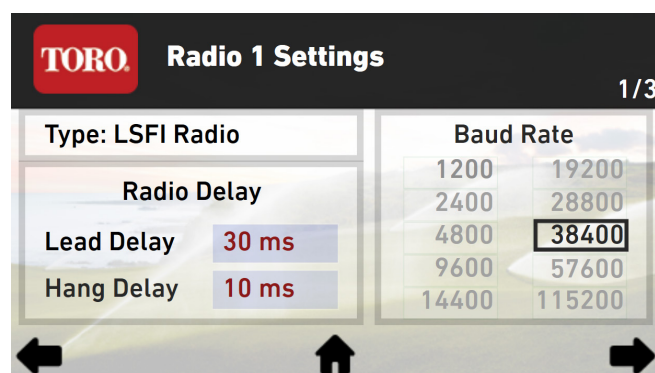 TORO.
Radio 1 Settings
1/3
Type: LSFI Radio
Radio Delay
Lead Delay 30 ms
Hang Delay 10 ms
Baud Rate
1200 19200
2400 28800
4800 38400
9600 57600
14400 115200